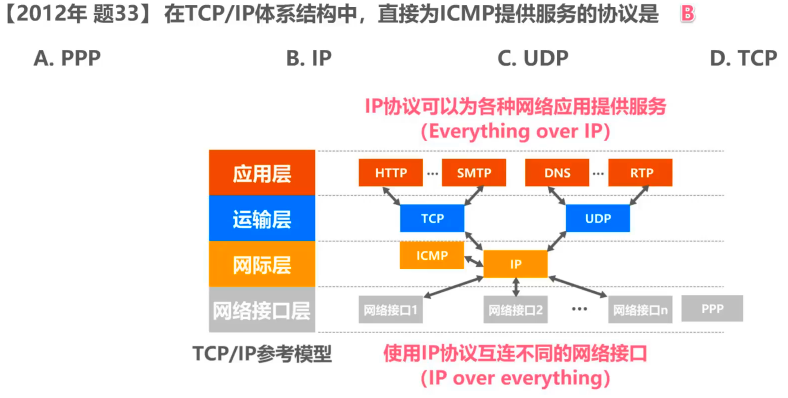 【2012年 题33】 在TCP/IP体系结构中，直接为ICMP提供服务的协议是 B
A. PPP B. IP C. UDP D. TCP
IP协议可以为各种网络应用提供服务
（Everything over IP）
应用层 HTTP ··· SMTP DNS ··· RTP
运输层 TCP UDP
网际层 ICMP IP
网络接口层 网络接口1 网络接口2 ··· 网络接口n PPP
TCP/IP参考模型 使用IP协议互连不同的网络接口
（IP over everything）